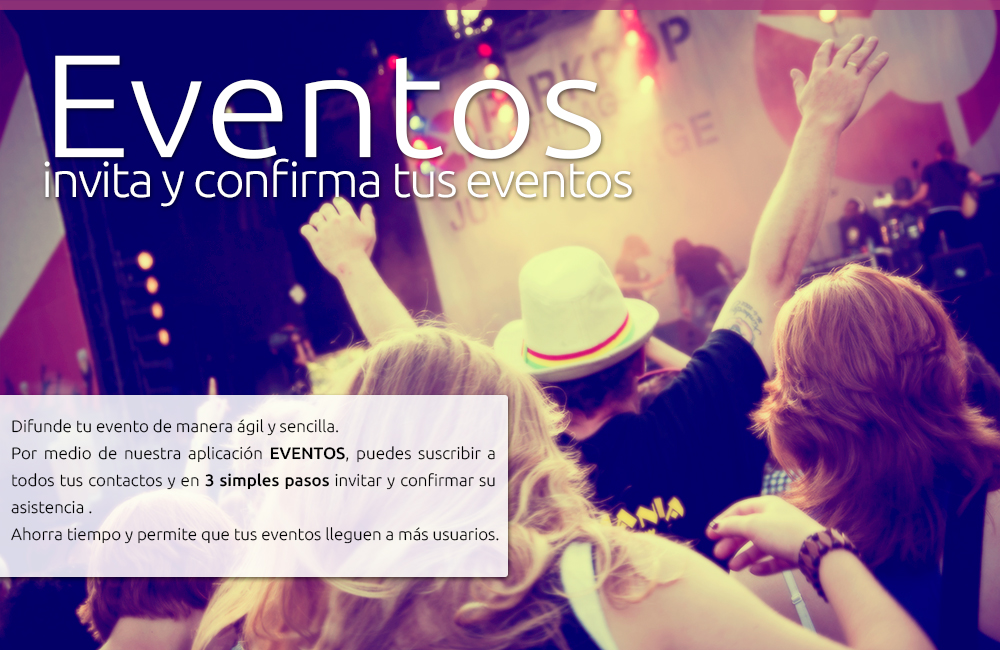 Eventos
invita y confirma tus eventos
Difunde tu evento de manera ágil y sencilla.
Por medio de nuestra aplicación EVENTOS, puedes suscribir a
todos tus contactos y en 3 simples pasos invitar y confirmar su
asistencia .
Ahorra tiempo y permite que tus eventos lleguen a más usuarios.